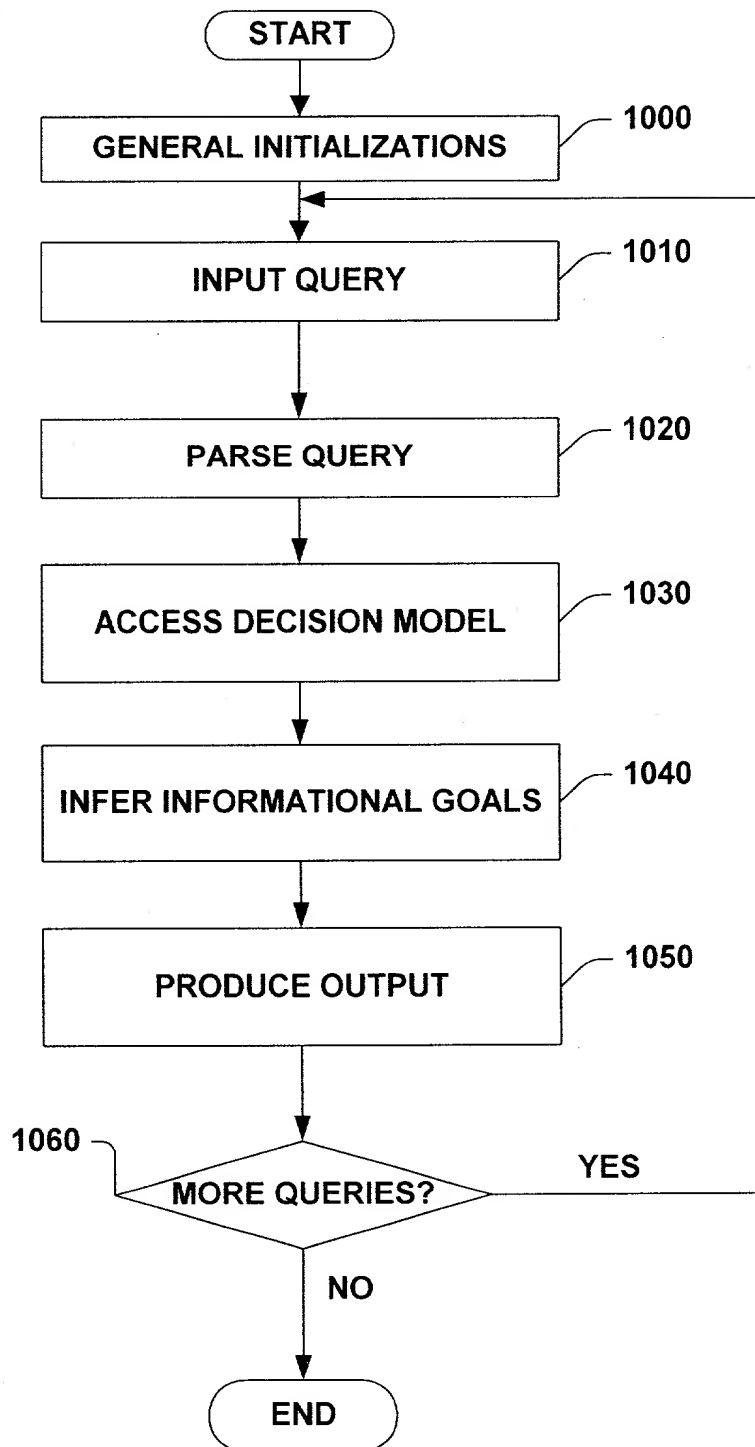 START
GENERAL INITIALIZATIONS
1000
INPUT QUERY
1010
PARSE QUERY
1020
ACCESS DECISION MODEL
1030
INFER INFORMATIONAL GOALS
1040
PRODUCE OUTPUT
1050
1060
MORE QUERIES?
YES
NO
END